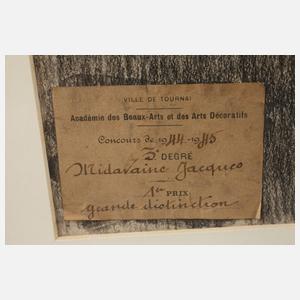 VILLE DE TOURNAI
Académie des Beaux-Arts et des Arts Décoratifs
Concours de 1944-1945
3e DEGRÉ
Midavaine Jacques
1er PRIX
grande distinction